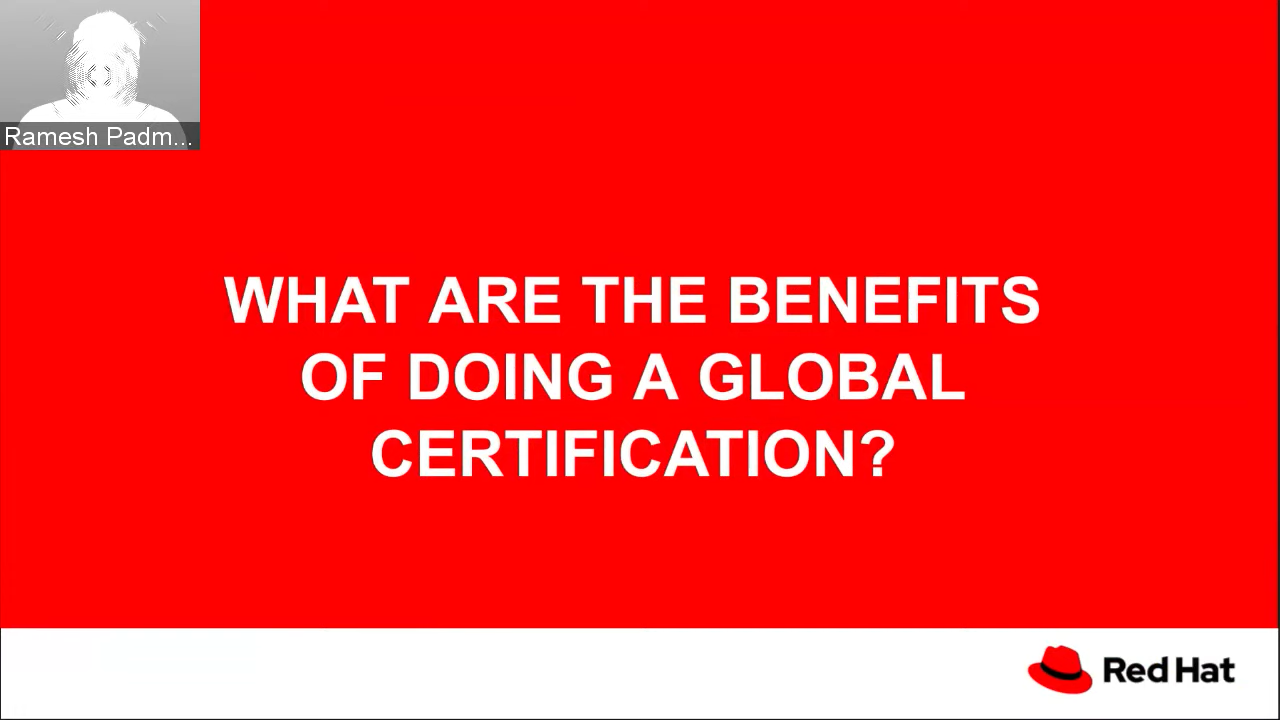 Ramesh Padm...
WHAT ARE THE BENEFITS
OF DOING A GLOBAL
CERTIFICATION?
Red Hat